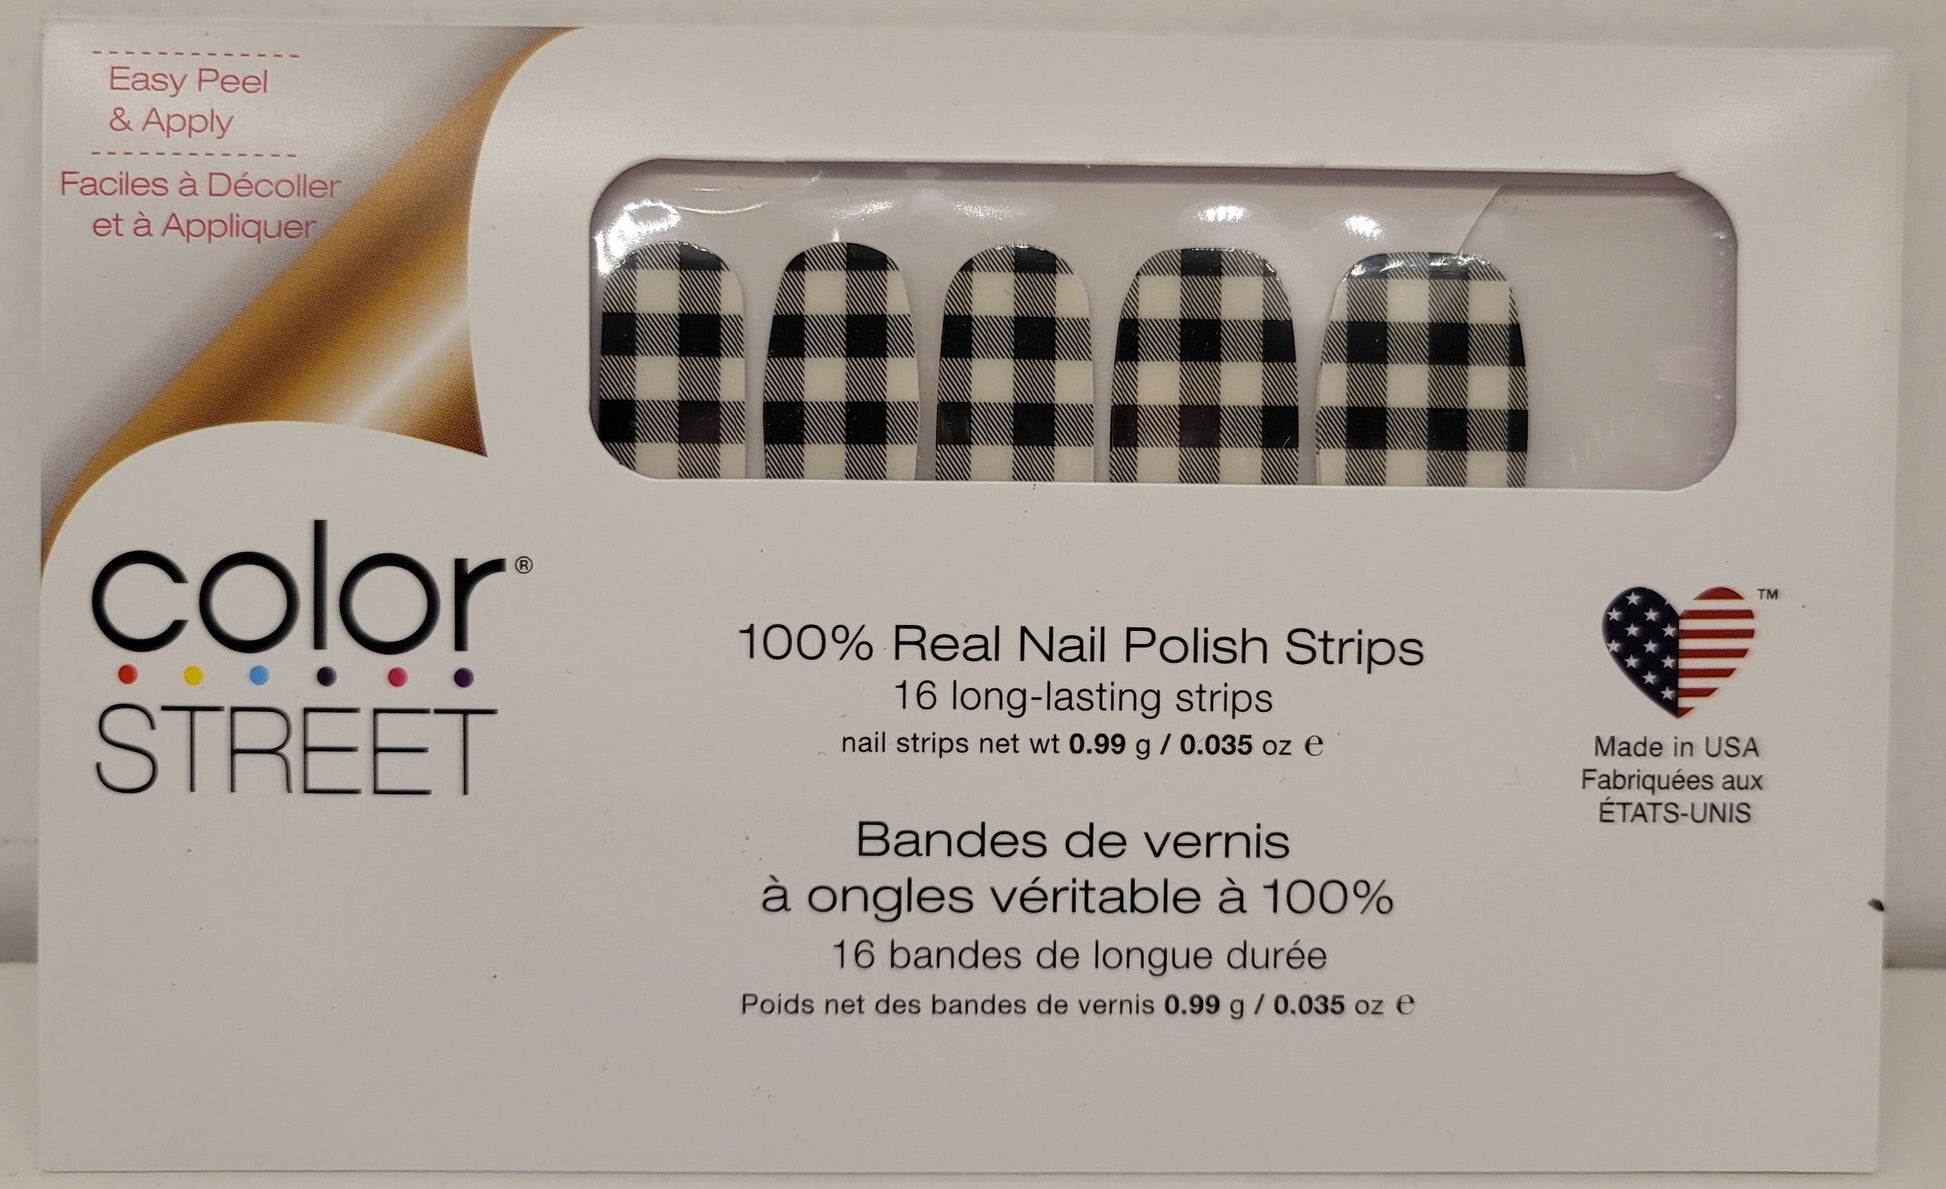 Easy Peel
& Apply
Faciles à Décoller
et à Appliquer
color®
STREET
100% Real Nail Polish Strips
16 long-lasting strips
nail strips net wt 0.99 g / 0.035 oz ℮
Bandes de vernis
à ongles véritable à 100%
16 bandes de longue durée
Poids net des bandes de vernis 0.99 g / 0.035 oz ℮
TM
Made in USA
Fabriquées aux
ÉTATS-UNIS